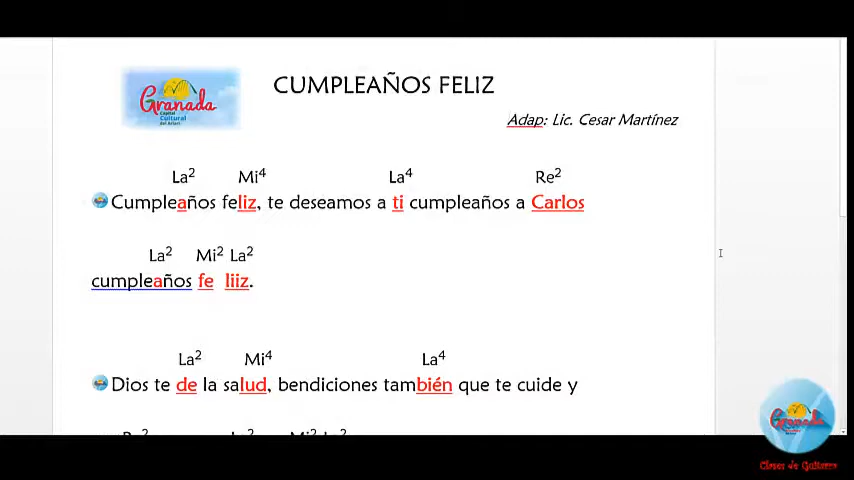 CUMPLEAÑOS FELIZ
Granada
Capital
Cultural
Adap: Lic. Cesar Martínez
La² Mi⁴ La⁴ Re²
Cumpleaños feliz, te deseamos a ti cumpleaños a Carlos
La² Mi² La²
cumpleaños fe liiz.
La² Mi⁴ La⁴
Dios te de la salud, bendiciones también que te cuide y
Granada
Clases de Guitarra